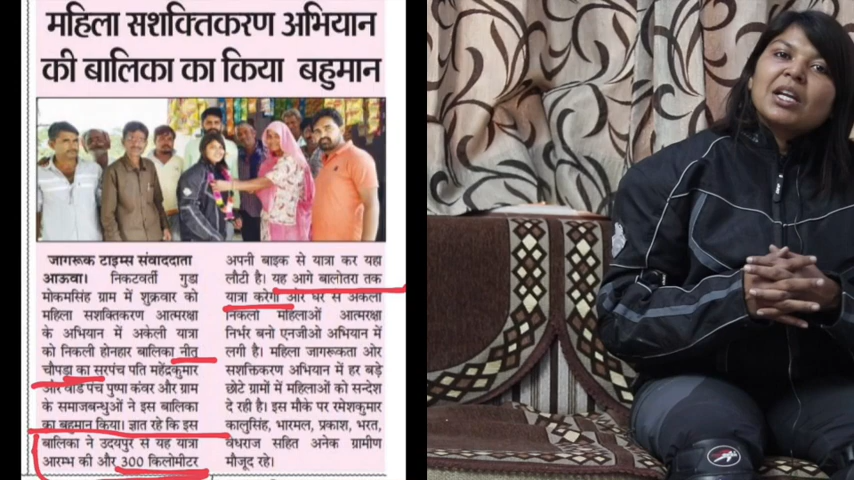 महिला सशक्तिकरण अभियान
की बालिका का किया बहुमान
जागरूक टाइम्स संवाददाता
आऊवा। निकटवर्ती गुडा
मोकमसिंह ग्राम में शुक्रवार को
महिला सशक्तिकरण आत्मरक्षा
के अभियान में अकेली यात्रा
को निकली होनहार बालिका नीतू
चौपड़ा का सरपंच पति महेंद्रकुमार
और वार्ड पंच पुष्पा कंवर और ग्राम
के समाजबन्धुओं ने इस बालिका
का बहुमान किया। ज्ञात रहे कि इस
बालिका ने उदयपुर से यह यात्रा
आरम्भ की और 300 किलोमीटर
अपनी बाइक से यात्रा कर यहा
लौटी है। यह आगे बालोतरा तक
यात्रा करेगी और घर से अकेली
निकली महिलाओं आत्मरक्षा
निर्भर बनो एनजीओ अभियान में
लगी है। महिला जागरूकता ओर
सशक्तिकरण अभियान में हर बड़े
छोटे ग्रामों में महिलाओं को सन्देश
दे रही है। इस मौके पर रमेशकुमार
कालुसिंह, भारमल, प्रकाश, भरत,
वेधराज सहित अनेक ग्रामीण
मौजूद रहे।